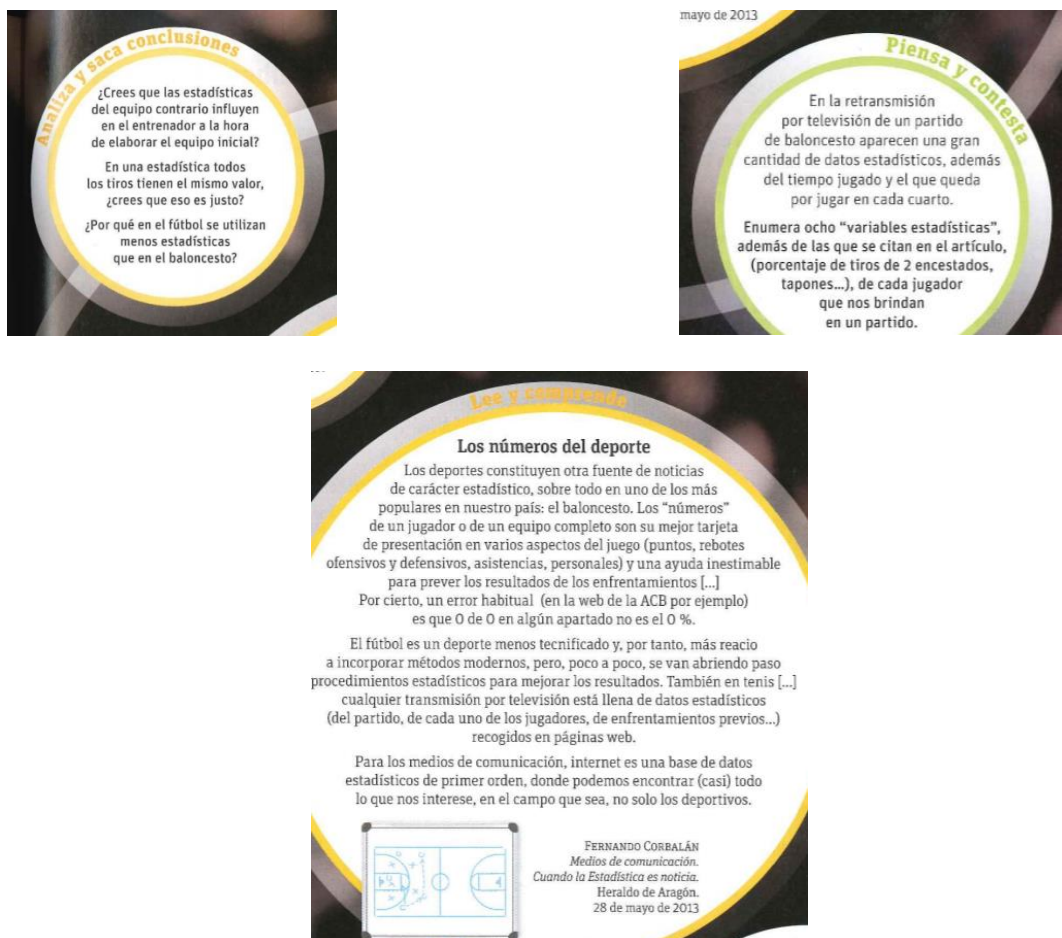 Analiza y saca conclusiones
¿Crees que las estadísticas
del equipo contrario influyen
en el entrenador a la hora
de elaborar el equipo inicial?
En una estadística todos
los tiros tienen el mismo valor,
¿crees que eso es justo?
¿Por qué en el fútbol se utilizan
menos estadísticas
que en el baloncesto?
mayo de 2013
Piensa y contesta
En la retransmisión
por televisión de un partido
de baloncesto aparecen una gran
cantidad de datos estadísticos, además
del tiempo jugado y el que queda
por jugar en cada cuarto.
Enumera ocho “variables estadísticas”,
además de las que se citan en el artículo,
(porcentaje de tiros de 2 encestados,
tapones...), de cada jugador
que nos brindan
en un partido.
Lee y comprende
Los números del deporte
Los deportes constituyen otra fuente de noticias
de carácter estadístico, sobre todo en uno de los más
populares en nuestro país: el baloncesto. Los “números”
de un jugador o de un equipo completo son su mejor tarjeta
de presentación en varios aspectos del juego (puntos, rebotes
ofensivos y defensivos, asistencias, personales) y una ayuda inestimable
para prever los resultados de los enfrentamientos [...]
Por cierto, un error habitual (en la web de la ACB por ejemplo)
es que 0 de 0 en algún apartado no es el 0 %.
El fútbol es un deporte menos tecnificado y, por tanto, más reacio
a incorporar métodos modernos, pero, poco a poco, se van abriendo paso
procedimientos estadísticos para mejorar los resultados. También en tenis [...]
cualquier transmisión por televisión está llena de datos estadísticos
(del partido, de cada uno de los jugadores, de enfrentamientos previos...)
recogidos en páginas web.
Para los medios de comunicación, internet es una base de datos
estadísticos de primer orden, donde podemos encontrar (casi) todo
lo que nos interese, en el campo que sea, no solo los deportivos.
FERNANDO CORBALÁN
Medios de comunicación.
Cuando la Estadística es noticia.
Heraldo de Aragón.
28 de mayo de 2013